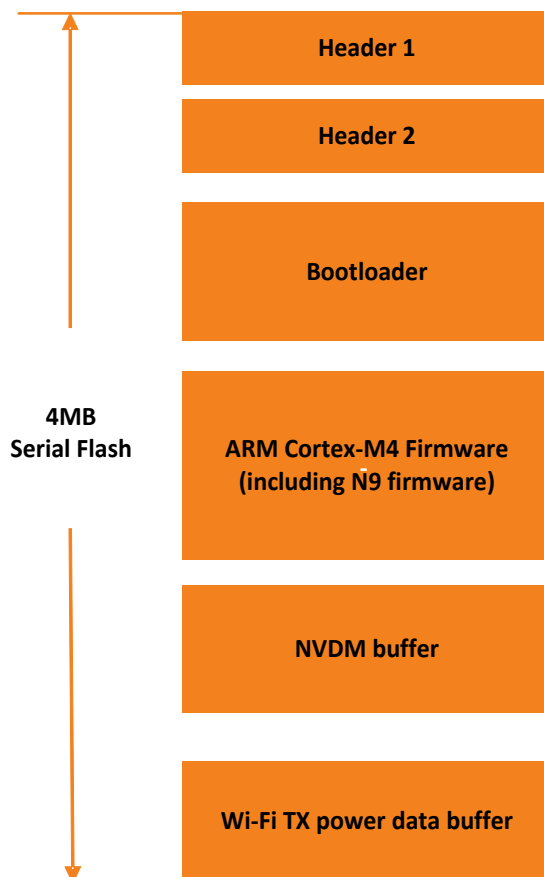 Header 1
Header 2
Bootloader
4MB
Serial Flash
ARM Cortex-M4 Firmware
(including N9 firmware)
NVDM buffer
Wi-Fi TX power data buffer